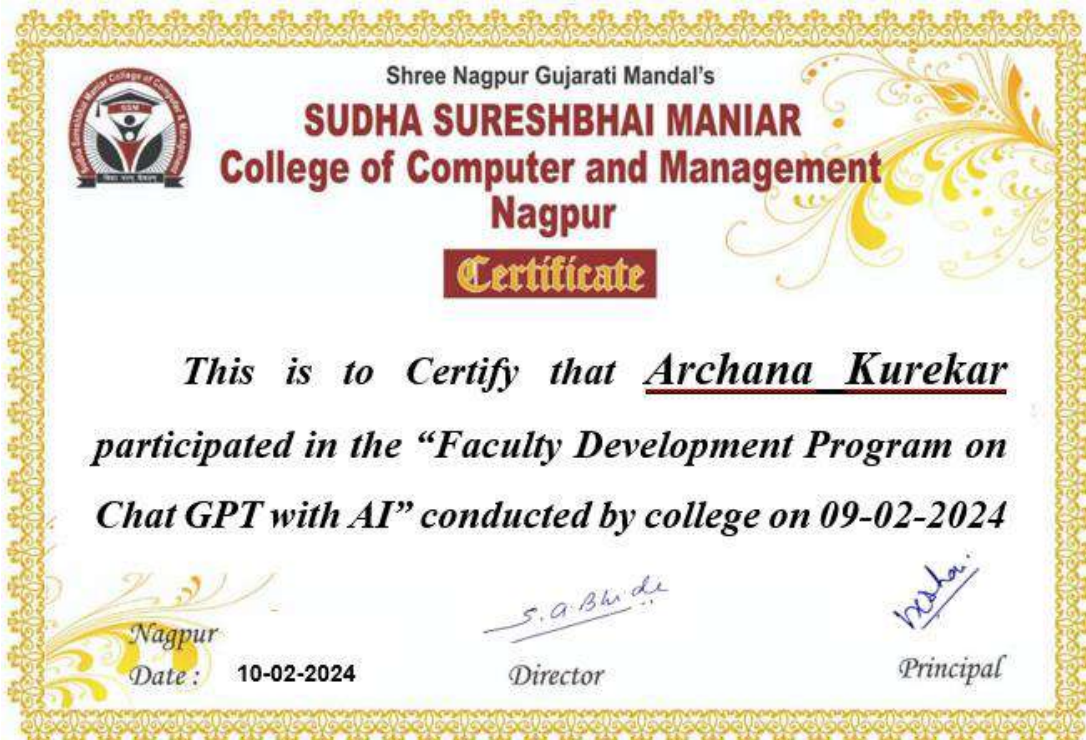 Shree Nagpur Gujarati Mandal's
SUDHA SURESHBHAI MANIAR
College of Computer and Management
Nagpur
Certificate
This is to Certify that Archana Kurekar
participated in the “Faculty Development Program on
Chat GPT with AI” conducted by college on 09-02-2024
S.A.Bhide
Nagpur
Date : 10-02-2024
Director
Principal